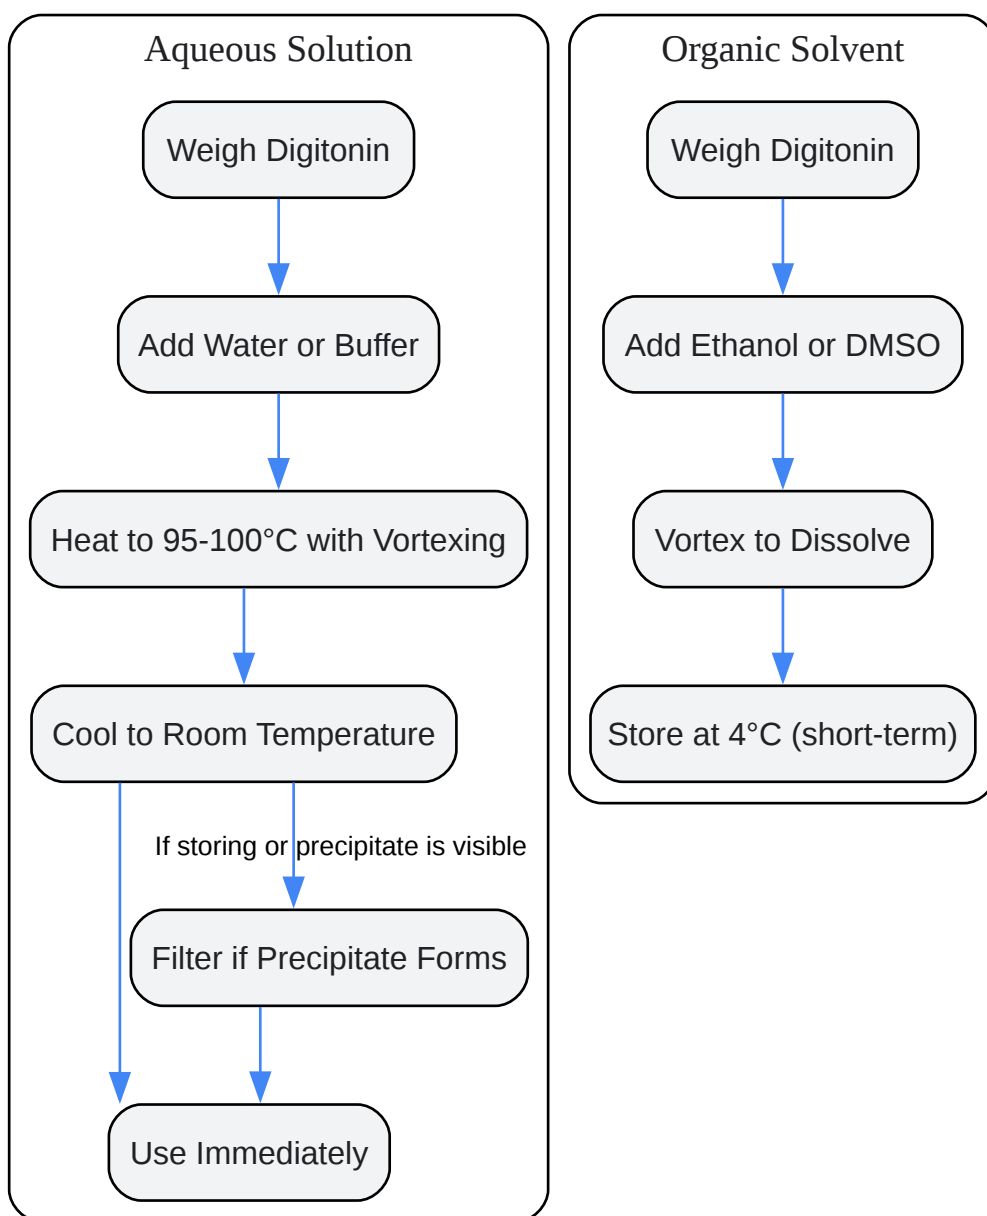 Aqueous Solution
Weigh Digitonin
Add Water or Buffer
Heat to 95-100°C with Vortexing
Cool to Room Temperature
If storing or precipitate is visible
Filter if Precipitate Forms
Use Immediately
Organic Solvent
Weigh Digitonin
Add Ethanol or DMSO
Vortex to Dissolve
Store at 4°C (short-term)